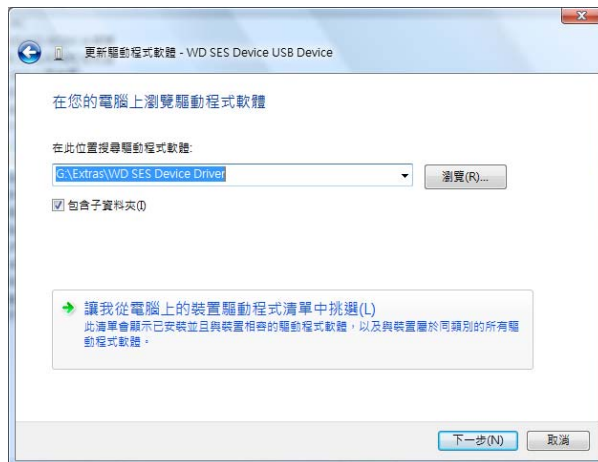 更新驅動程式軟體 - WD SES Device USB Device
在您的電腦上瀏覽驅動程式軟體
在此位置搜尋驅動程式軟體:
G:\Extras\WD SES Device Driver
瀏覽(R)...
包含子資料夾(I)
讓我從電腦上的裝置驅動程式清單中挑選(L)
此清單會顯示已安裝並且與裝置相容的驅動程式軟體，以及與裝置屬於同類別的所有驅
動程式軟體。
下一步(N)
取消